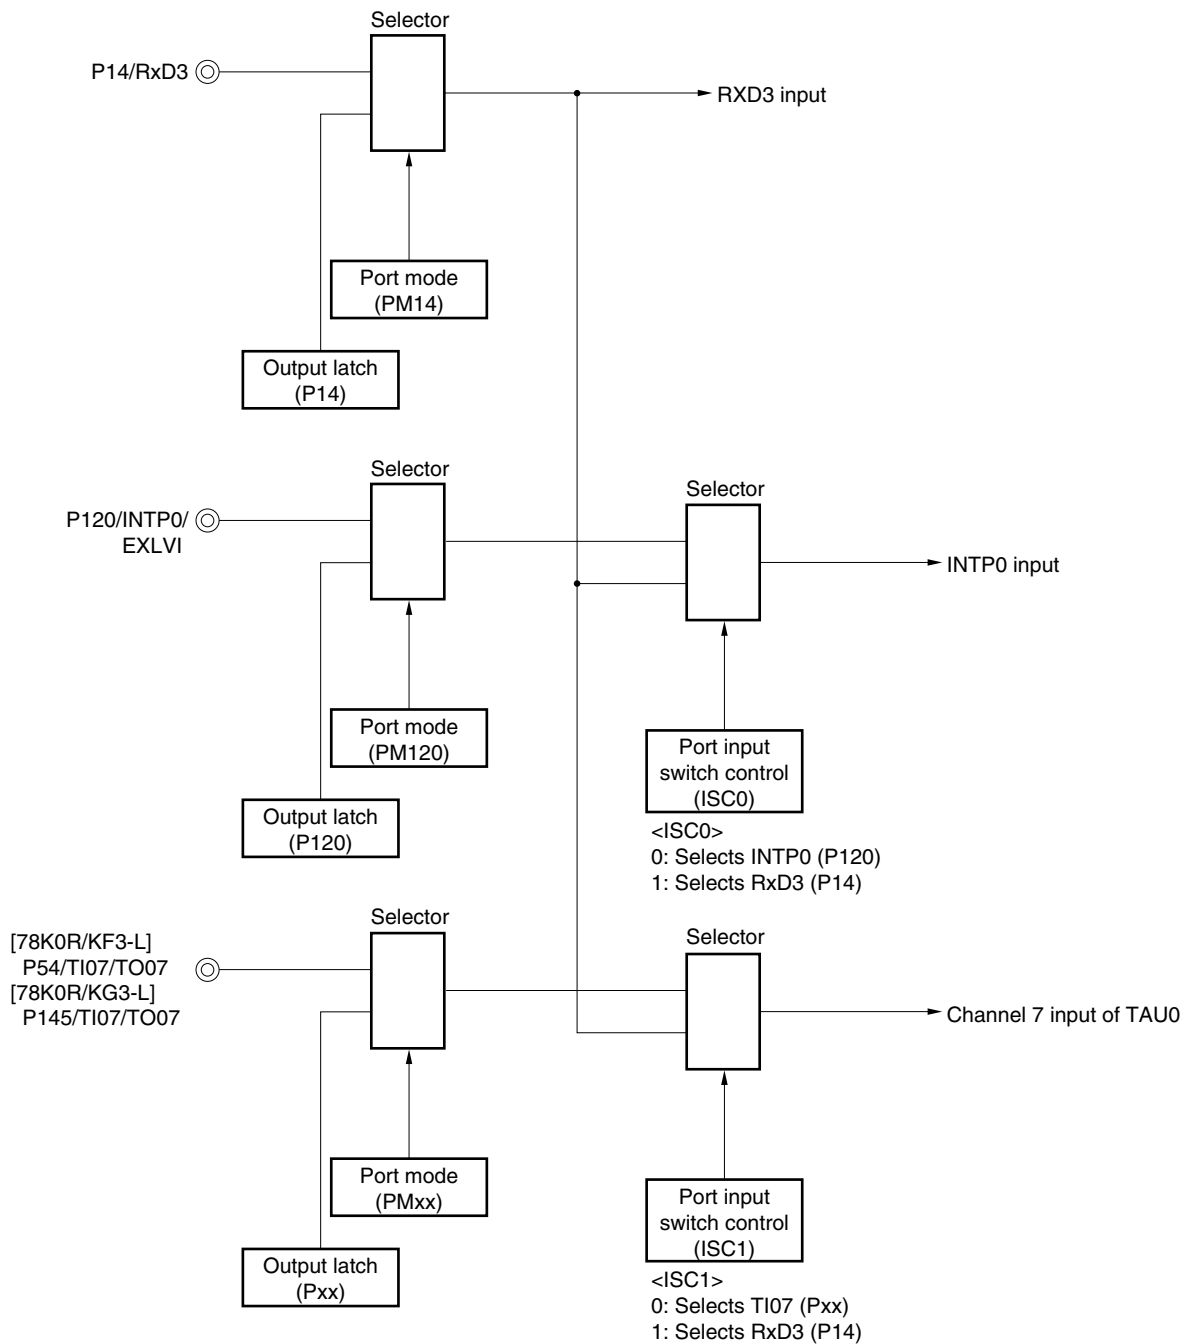 Selector
P14/RxD3
RXD3 input
Port mode
(PM14)
Output latch
(P14)
Selector
Selector
P120/INTP0/
EXLVI
INTP0 input
Port mode
(PM120)
Port input
switch control
(ISC0)
Output latch
(P120)
<ISC0>
0: Selects INTP0 (P120)
1: Selects RxD3 (P14)
Selector
Selector
[78K0R/KF3-L]
P54/TI07/TO07
[78K0R/KG3-L]
P145/TI07/TO07
Channel 7 input of TAU0
Port mode
(PMxx)
Port input
switch control
(ISC1)
Output latch
(Pxx)
<ISC1>
0: Selects TI07 (Pxx)
1: Selects RxD3 (P14)